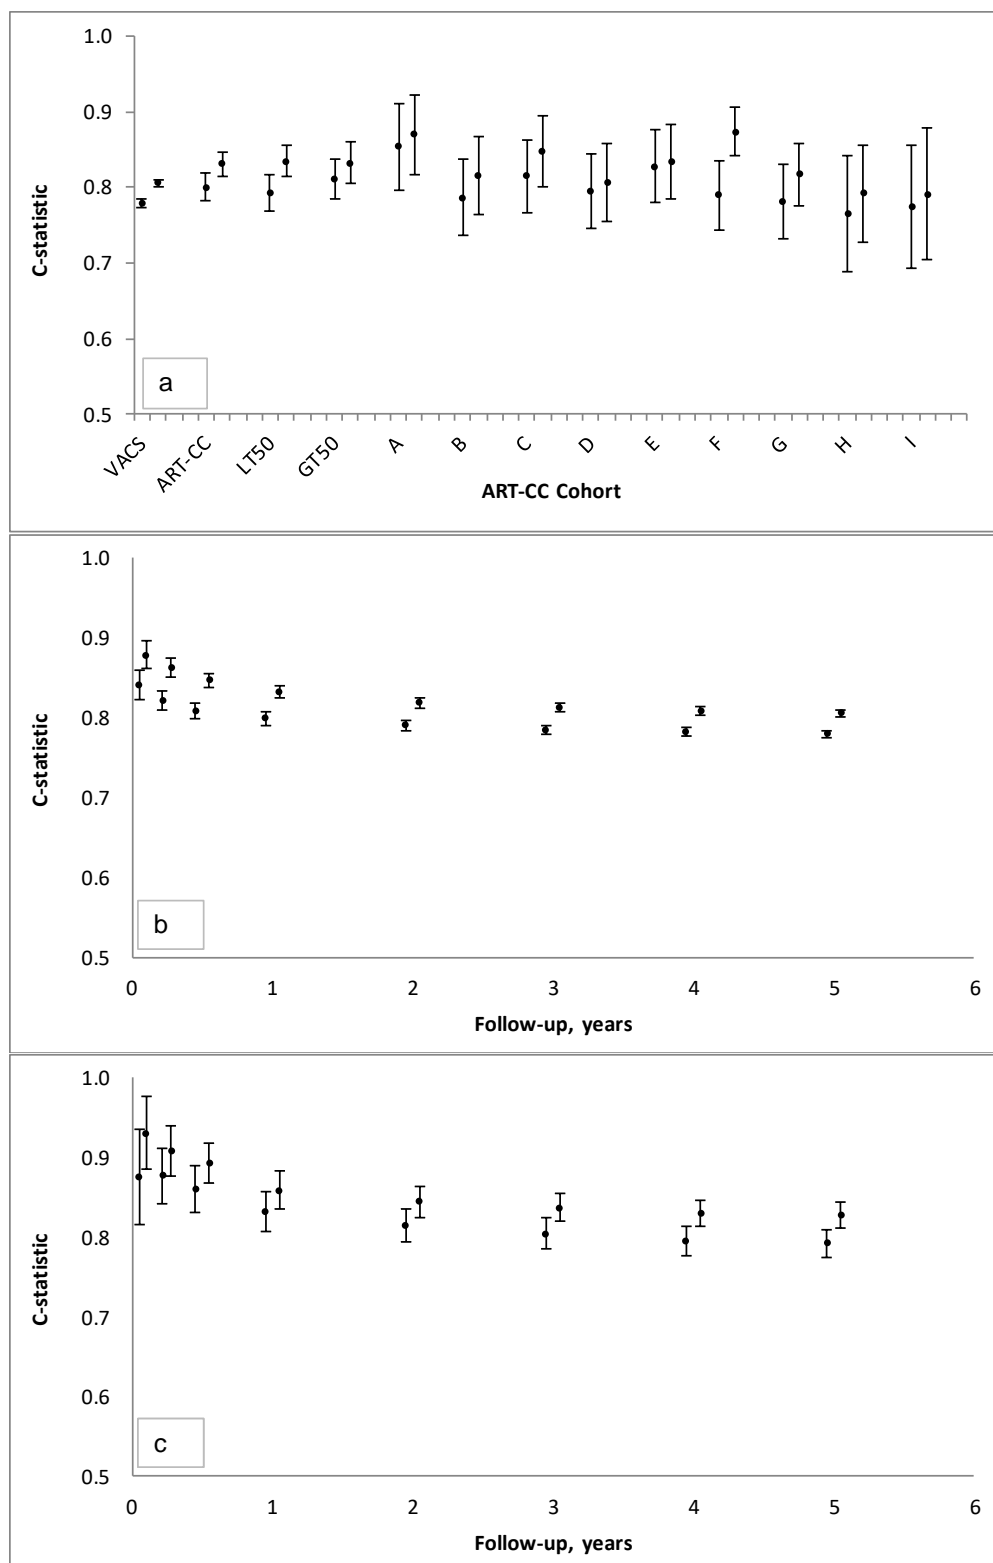 1.0
0.9
0.8
0.7
0.6
0.5
C-statistic
a
VACS ART-CC LT50 GT50 A B C D E F G H I
ART-CC Cohort
1.0
0.9
0.8
0.7
0.6
0.5
C-statistic
b
0 1 2 3 4 5 6
Follow-up, years
1.0
0.9
0.8
0.7
0.6
0.5
C-statistic
c
0 1 2 3 4 5 6
Follow-up, years